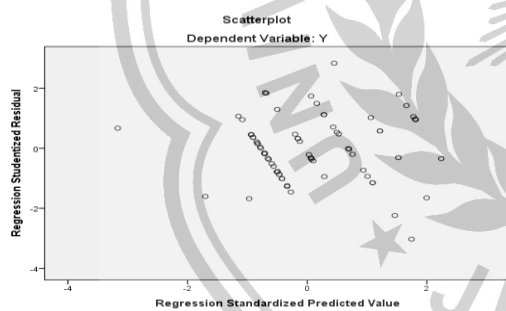 Scatterplot
Dependent Variable: Y
Regression Studentized Residual
2
0
-2
-4
-4
-2
0
2
Regression Standardized Predicted Value